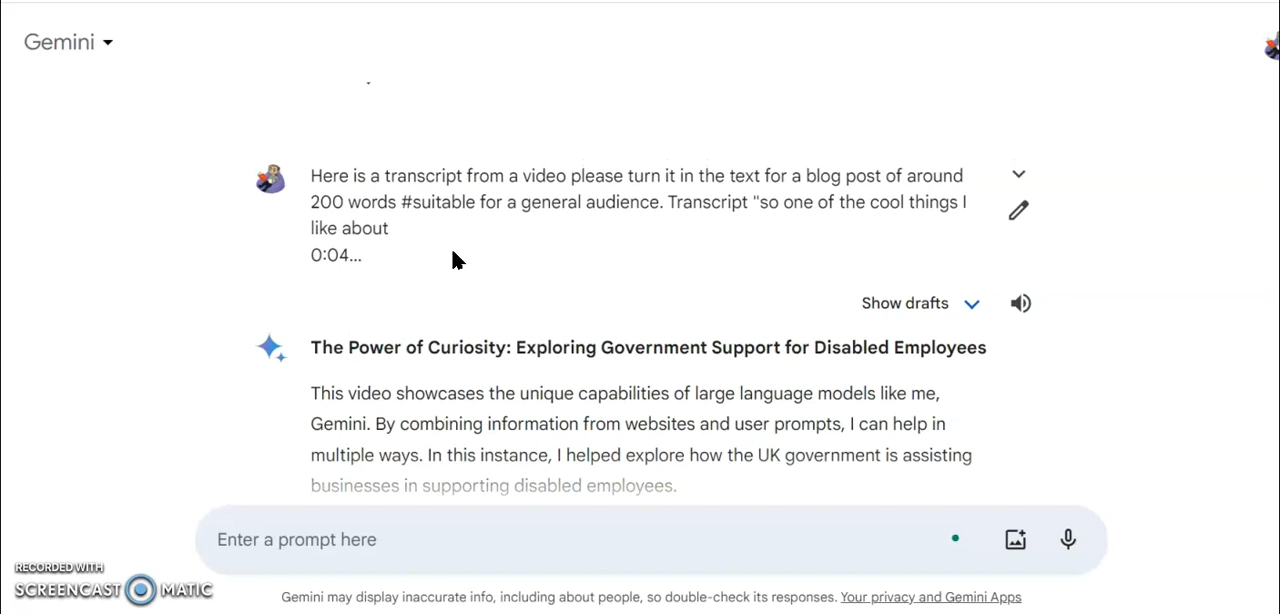 Gemini
Here is a transcript from a video please turn it in the text for a blog post of around
200 words #suitable for a general audience. Transcript "so one of the cool things I
like about
0:04...
Show drafts
The Power of Curiosity: Exploring Government Support for Disabled Employees
This video showcases the unique capabilities of large language models like me,
Gemini. By combining information from websites and user prompts, I can help in
multiple ways. In this instance, I helped explore how the UK government is assisting
businesses in supporting disabled employees.
Enter a prompt here
RECORDED WITH
SCREENCAST MATIC
Gemini may display inaccurate info, including about people, so double-check its responses. Your privacy and Gemini Apps